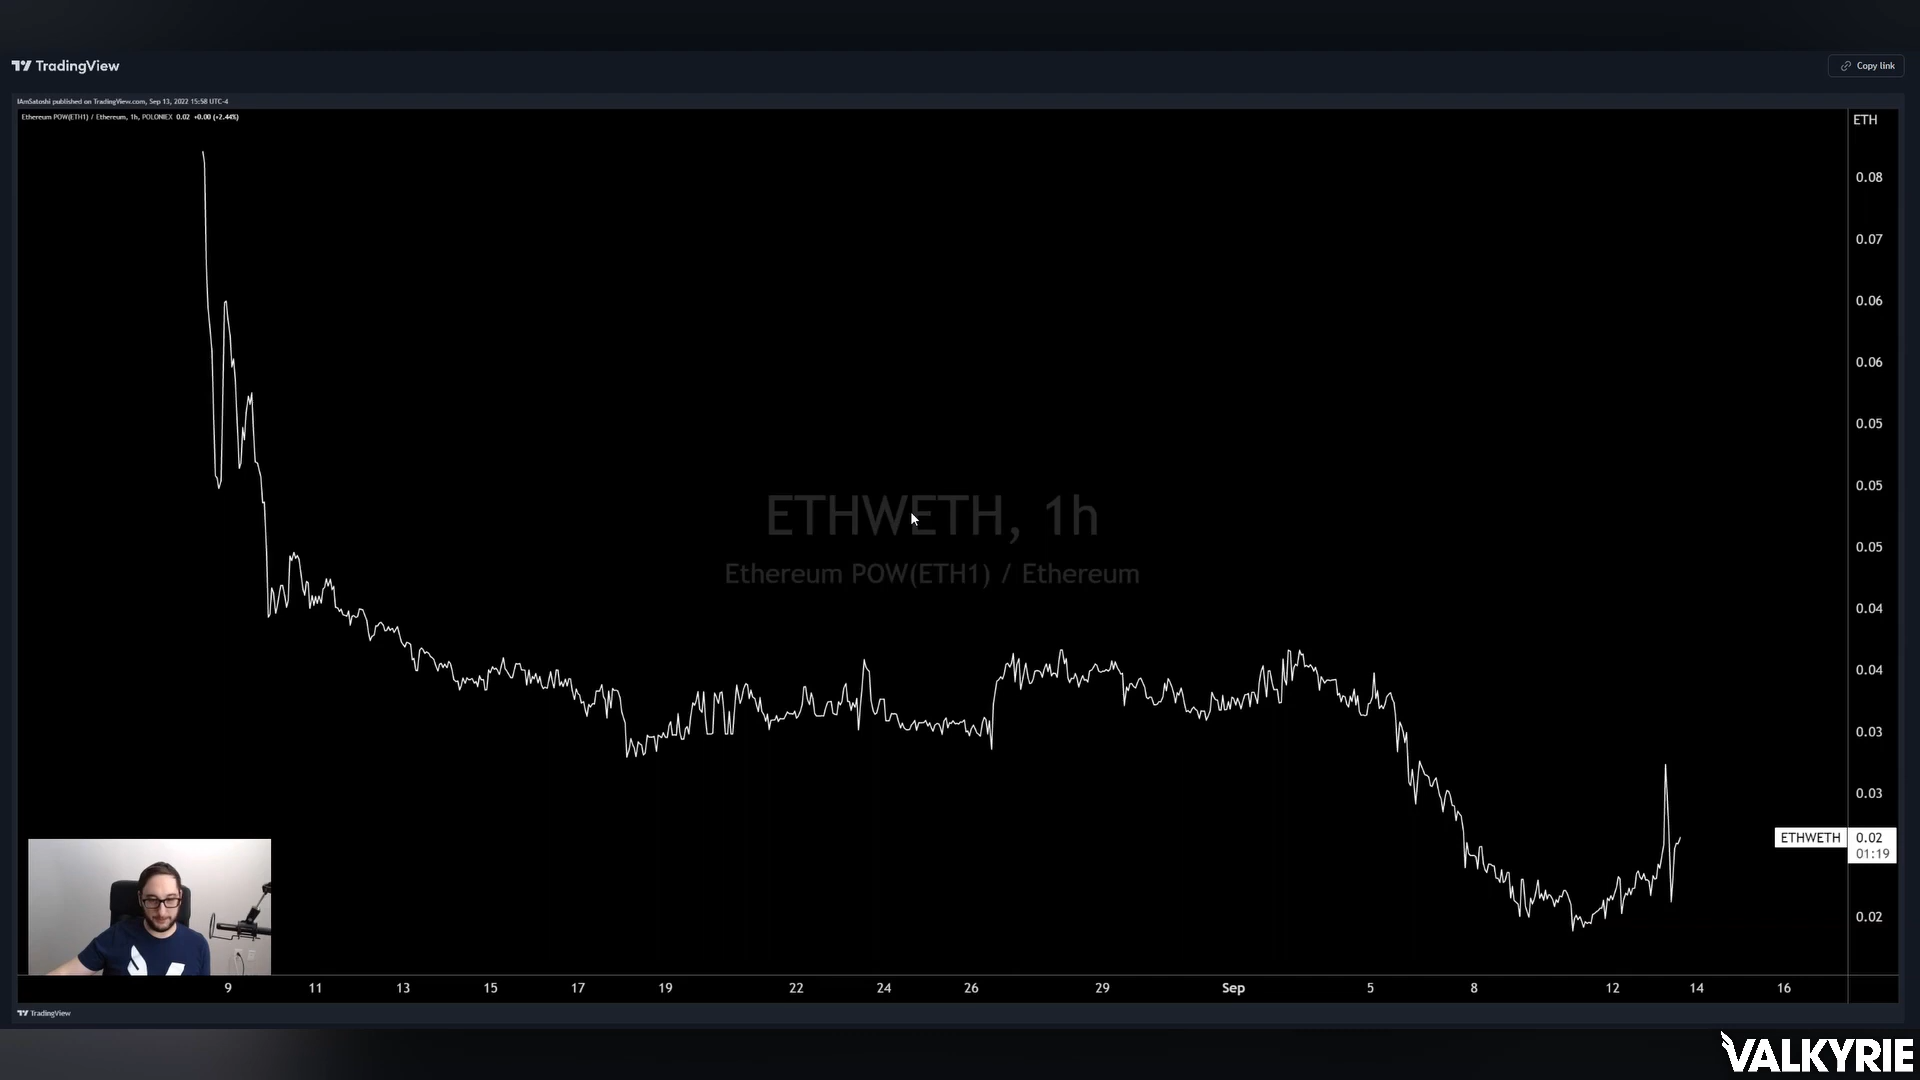 TradingView
Copy link
IAmSatoshi published on TradingView.com, Sep 13, 2022 15:58 UTC-4
Ethereum POW(ETH1) / Ethereum, 1h, POLONIEX 0.02 +0.00 (+2.44%)
ETH
0.08
0.07
0.06
0.06
0.05
0.05
0.05
0.04
0.04
0.03
0.03
ETHWETH 0.02
01:19
0.02
ETHWETH, 1h
Ethereum POW(ETH1) / Ethereum
9 11 13 15 17 19 22 24 26 29 Sep 5 8 12 14 16
TradingView
VALKYRIE